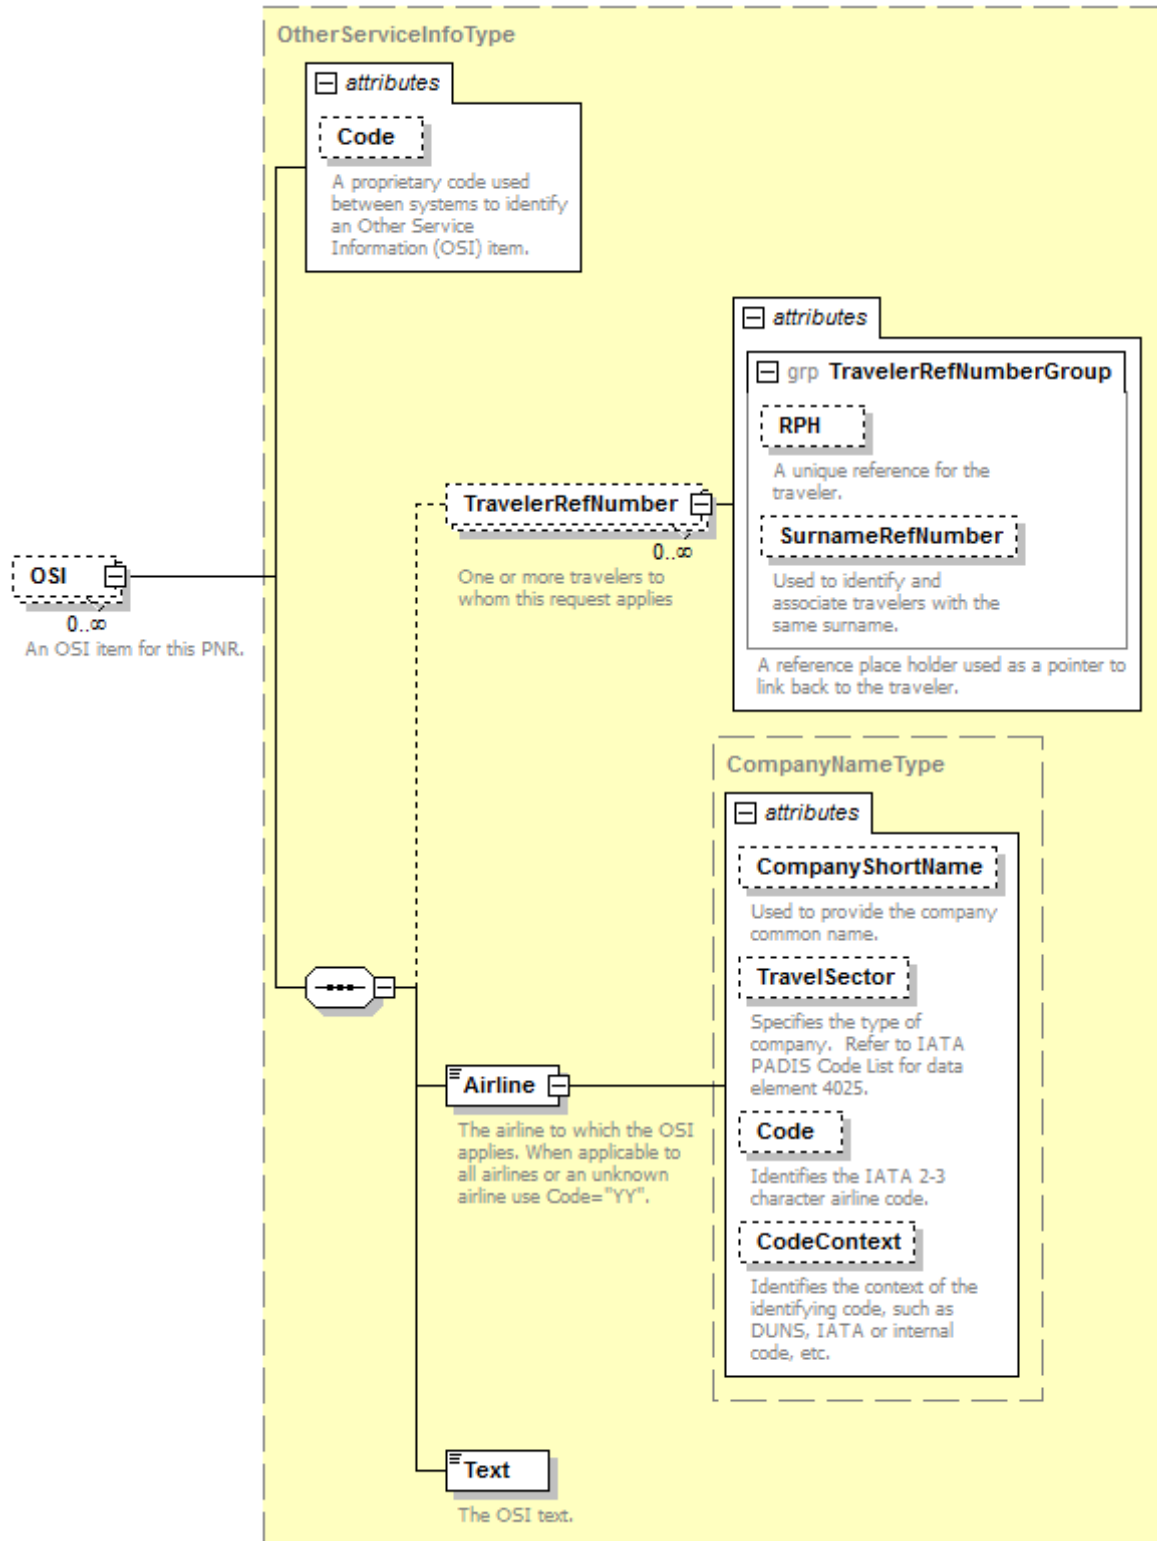 OtherServiceInfoType
attributes
Code
A proprietary code used
between systems to identify
an Other Service
Information (OSI) item.
attributes
grp TravelerRefNumberGroup
RPH
A unique reference for the
traveler.
SurnameRefNumber
Used to identify and
associate travelers with the
same surname.
A reference place holder used as a pointer to
link back to the traveler.
TravelerRefNumber
0..∞
One or more travelers to
whom this request applies
OSI
0..∞
An OSI item for this PNR.
CompanyNameType
attributes
CompanyShortName
Used to provide the company
common name.
TravelSector
Specifies the type of
company.  Refer to IATA
PADIS Code List for data
element 4025.
Code
Identifies the IATA 2-3
character airline code.
CodeContext
Identifies the context of the
identifying code, such as
DUNS, IATA or internal
code, etc.
Airline
The airline to which the OSI
applies. When applicable to
all airlines or an unknown
airline use Code="YY".
Text
The OSI text.